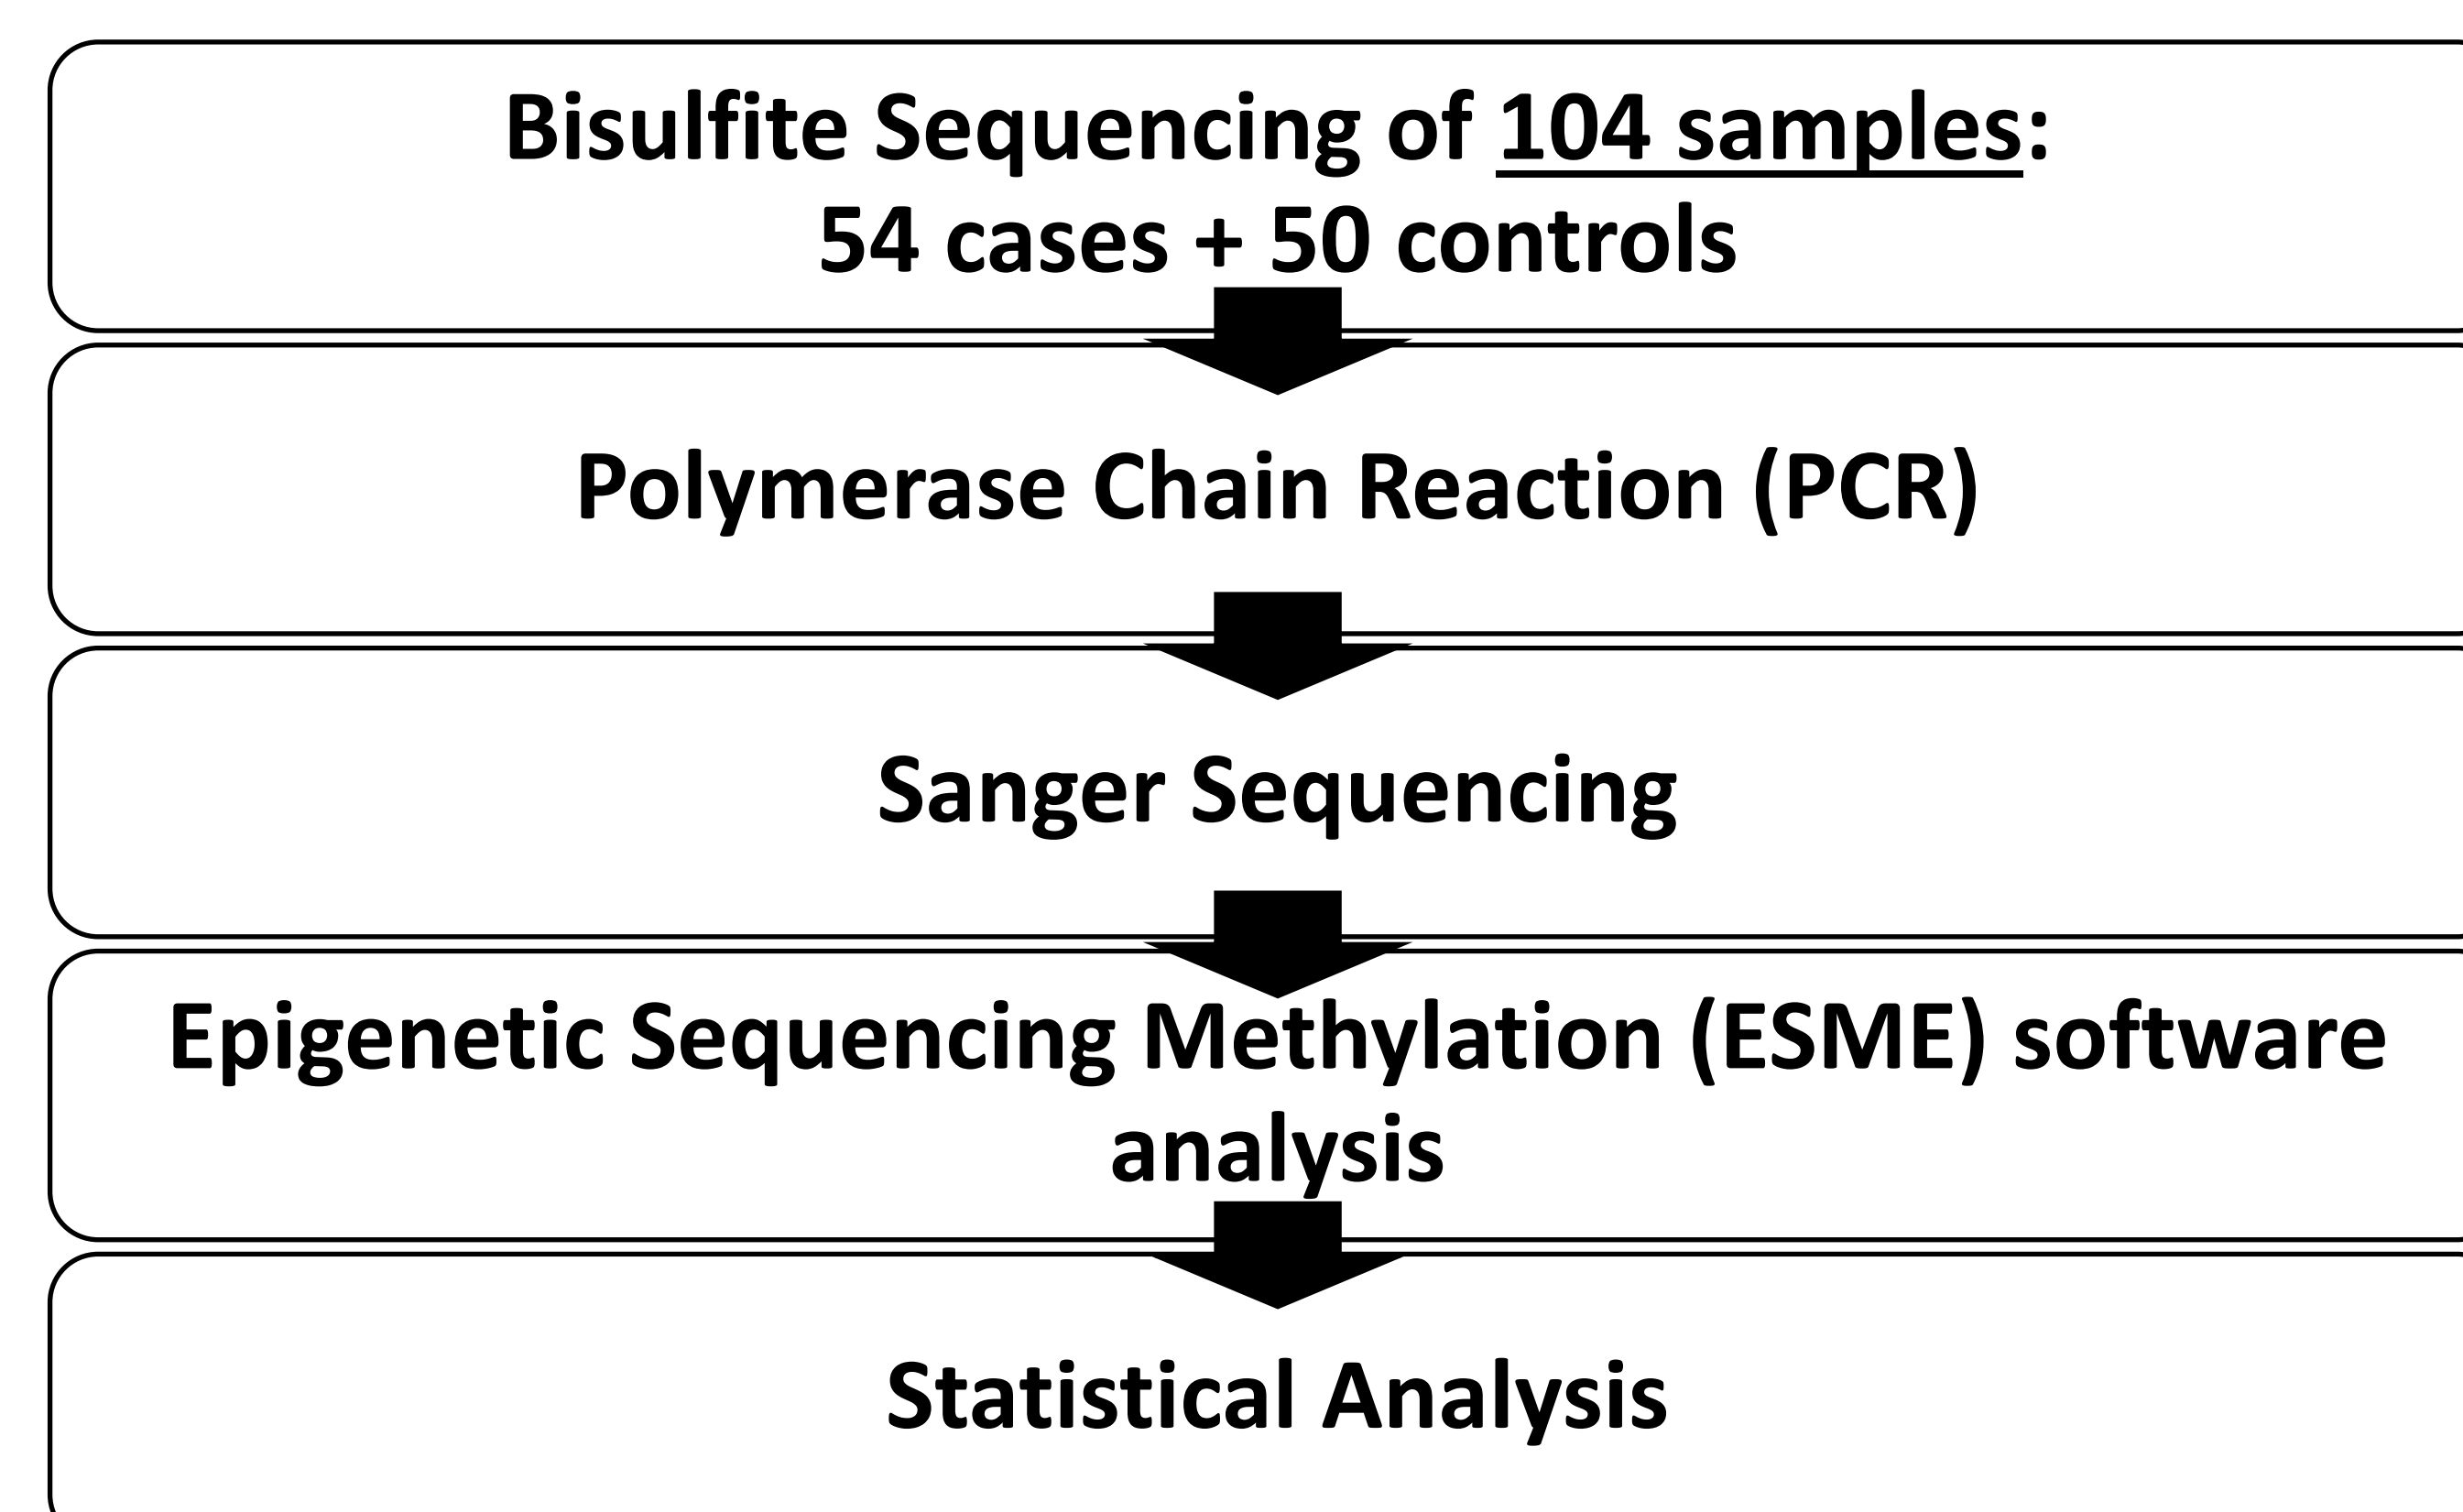 Bisulfite Sequencing of 104 samples:
54 cases + 50 controls
Polymerase Chain Reaction (PCR)
Sanger Sequencing
Epigenetic Sequencing Methylation (ESME) software
analysis
Statistical Analysis